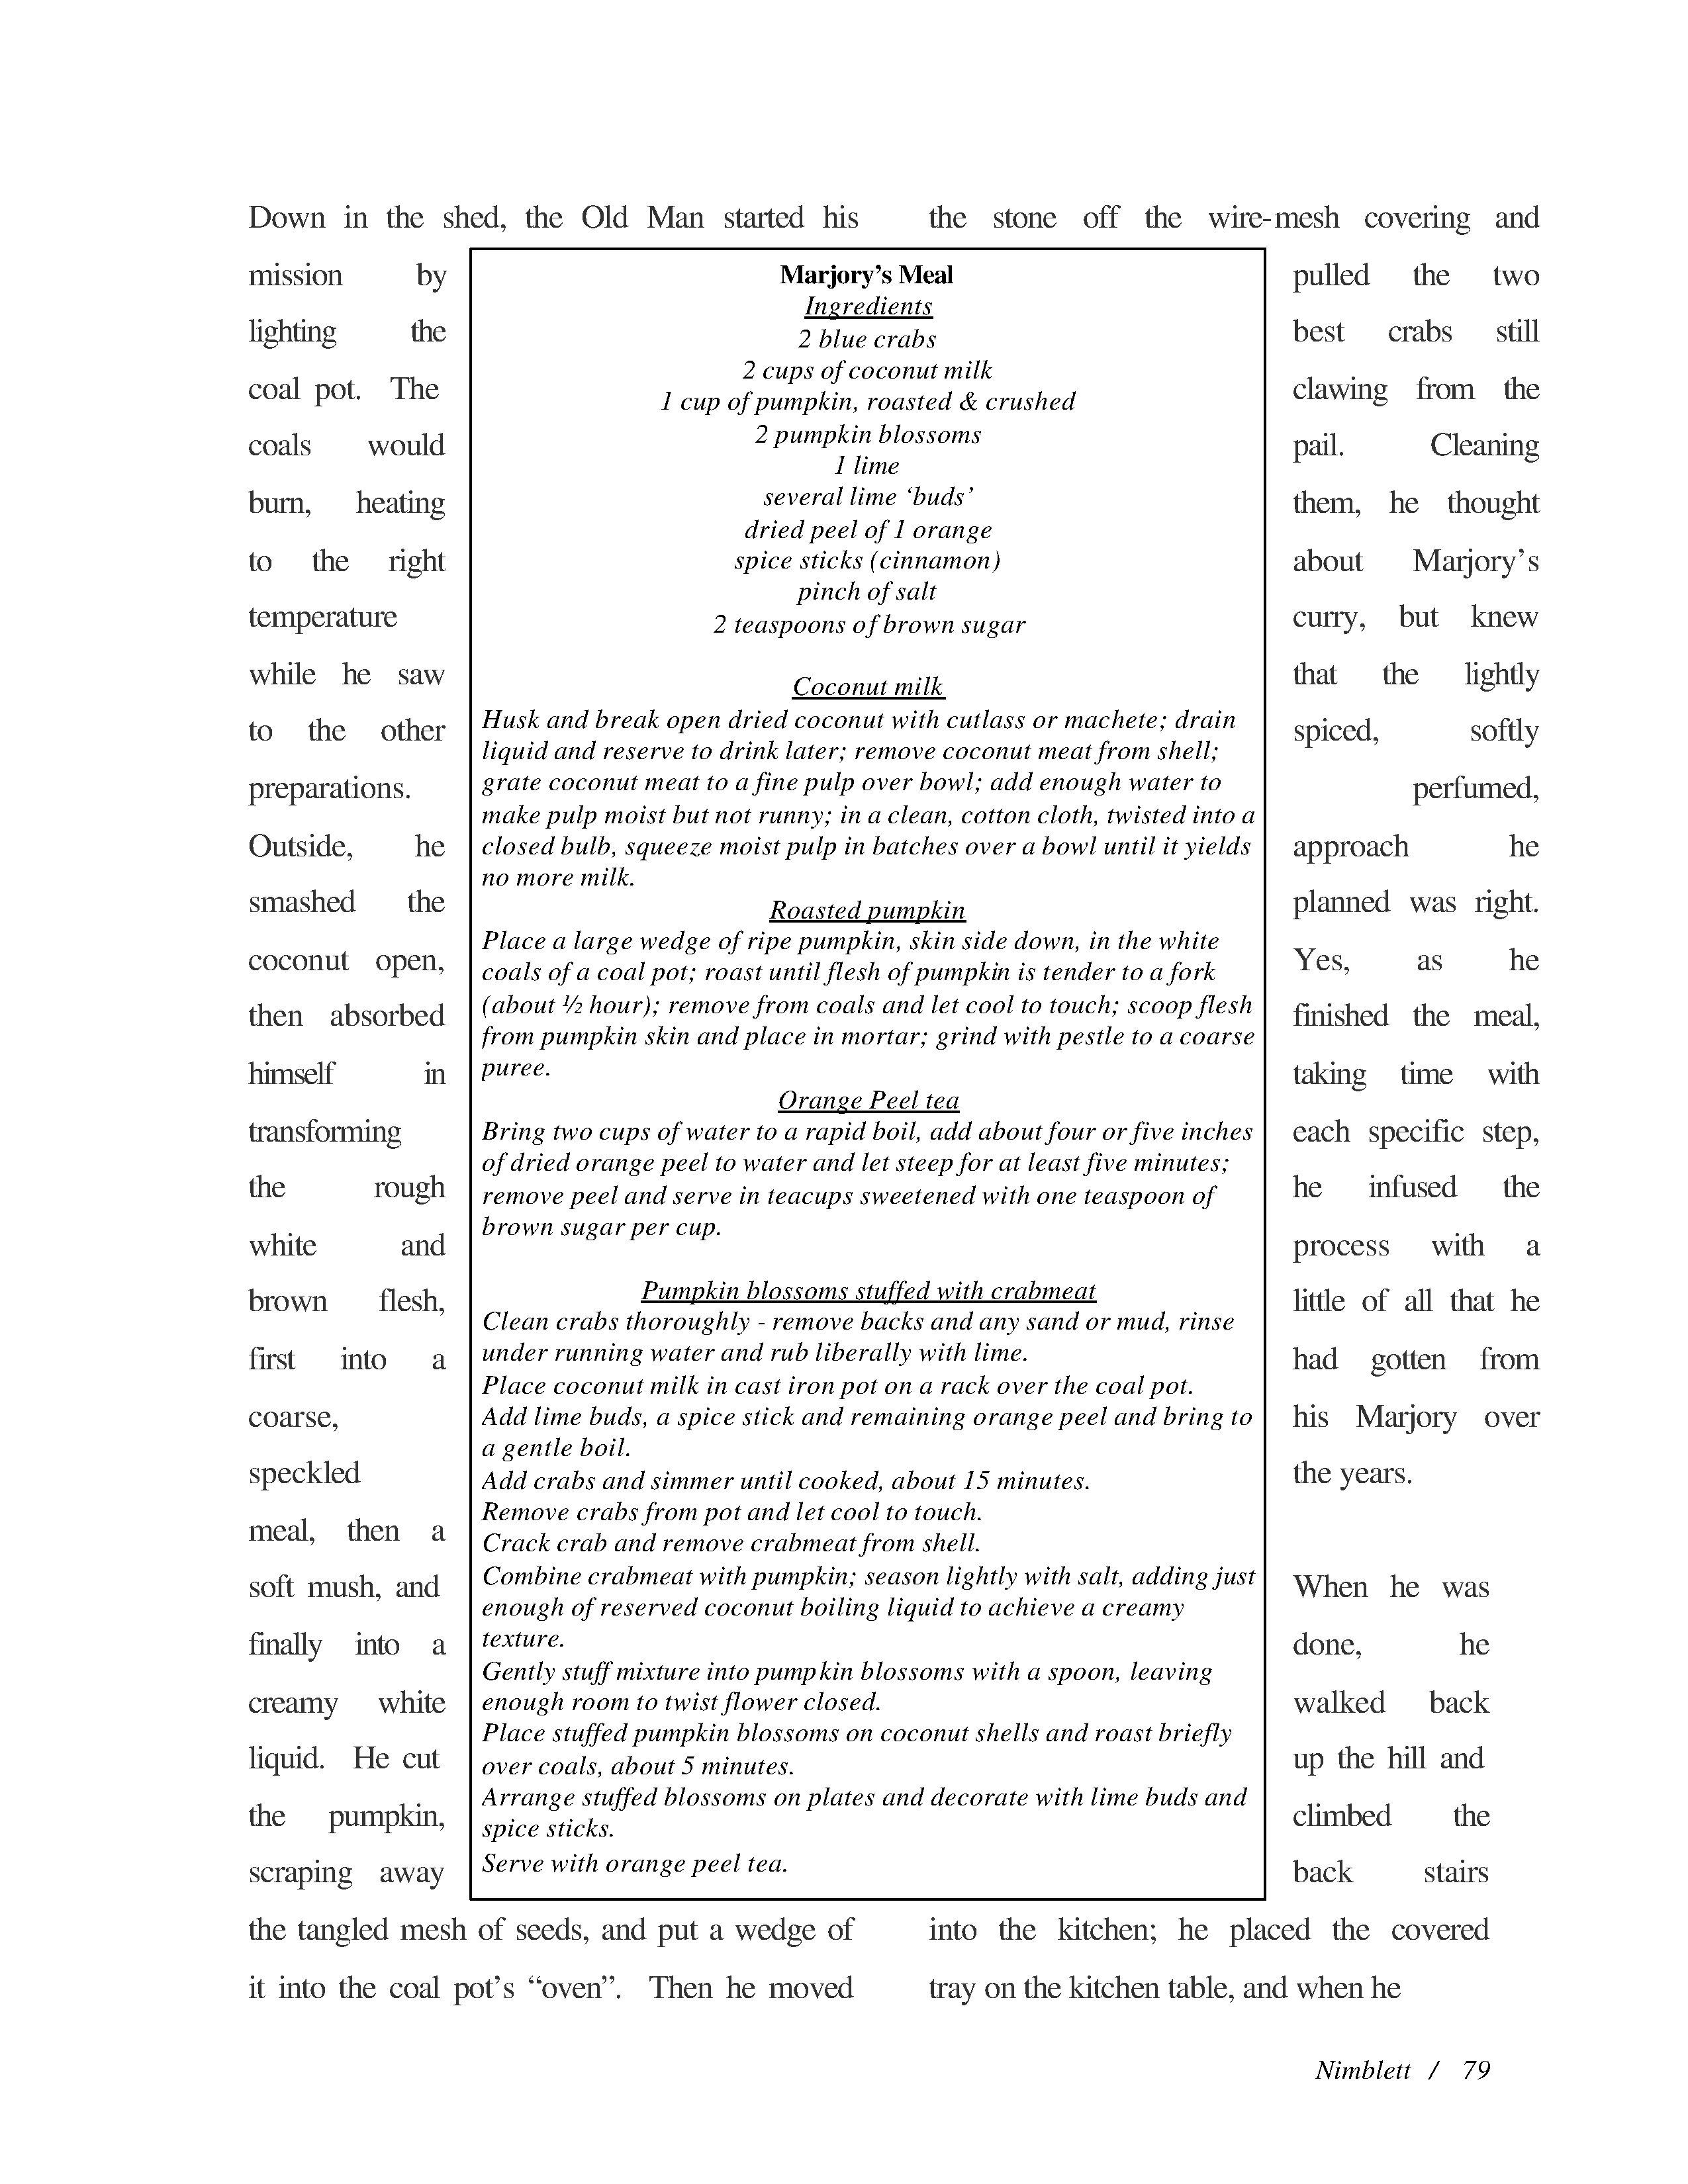 Down in the shed, the Old Man started his
mission by
lighting the
coal pot. The
coals would
burn, heating
to the right
temperature
while he saw
to the other
preparations.
Outside, he
smashed the
coconut open,
then absorbed
himself in
transforming
the rough
white and
brown flesh,
first into a
coarse,
speckled
meal, then a
soft mush, and
finally into a
creamy white
liquid. He cut
the pumpkin,
scraping away
the tangled mesh of seeds, and put a wedge of
it into the coal pot's “oven”. Then he moved
the stone off the wire-mesh covering and
pulled the two
best crabs still
clawing from the
pail. Cleaning
them, he thought
about Marjory's
curry, but knew
that the lightly
spiced, softly
perfumed,
approach he
planned was right.
Yes, as he
finished the meal,
taking time with
each specific step,
he infused the
process with a
little of all that he
had gotten from
his Marjory over
the years.
When he was
done, he
walked back
up the hill and
climbed the
back stairs
into the kitchen; he placed the covered
tray on the kitchen table, and when he
Marjory's Meal
Ingredients
2 blue crabs
2 cups of coconut milk
1 cup of pumpkin, roasted & crushed
2 pumpkin blossoms
1 lime
several lime ‘buds’
dried peel of 1 orange
spice sticks (cinnamon)
pinch of salt
2 teaspoons of brown sugar
Coconut milk
Husk and break open dried coconut with cutlass or machete; drain
liquid and reserve to drink later; remove coconut meat from shell;
grate coconut meat to a fine pulp over bowl; add enough water to
make pulp moist but not runny; in a clean, cotton cloth, twisted into a
closed bulb, squeeze moist pulp in batches over a bowl until it yields
no more milk.
Roasted pumpkin
Place a large wedge of ripe pumpkin, skin side down, in the white
coals of a coal pot; roast until flesh of pumpkin is tender to a fork
(about ½ hour); remove from coals and let cool to touch; scoop flesh
from pumpkin skin and place in mortar; grind with pestle to a coarse
puree.
Orange Peel tea
Bring two cups of water to a rapid boil, add about four or five inches
of dried orange peel to water and let steep for at least five minutes;
remove peel and serve in teacups sweetened with one teaspoon of
brown sugar per cup.
Pumpkin blossoms stuffed with crabmeat
Clean crabs thoroughly - remove backs and any sand or mud, rinse
under running water and rub liberally with lime.
Place coconut milk in cast iron pot on a rack over the coal pot.
Add lime buds, a spice stick and remaining orange peel and bring to
a gentle boil.
Add crabs and simmer until cooked, about 15 minutes.
Remove crabs from pot and let cool to touch.
Crack crab and remove crabmeat from shell.
Combine crabmeat with pumpkin; season lightly with salt, adding just
enough of reserved coconut boiling liquid to achieve a creamy
texture.
Gently stuff mixture into pumpkin blossoms with a spoon, leaving
enough room to twist flower closed.
Place stuffed pumpkin blossoms on coconut shells and roast briefly
over coals, about 5 minutes.
Arrange stuffed blossoms on plates and decorate with lime buds and
spice sticks.
Serve with orange peel tea.
Nimblett / 79